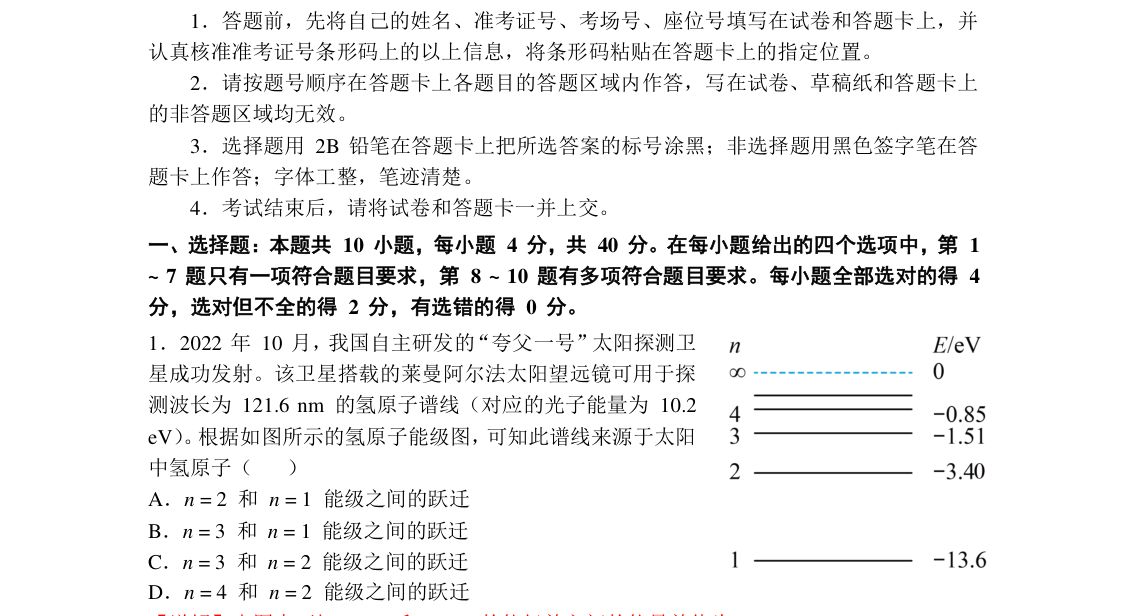 1．答题前，先将自己的姓名、准考证号、考场号、座位号填写在试卷和答题卡上，并
认真核准准考证号条形码上的以上信息，将条形码粘贴在答题卡上的指定位置。
2．请按题号顺序在答题卡上各题目的答题区域内作答，写在试卷、草稿纸和答题卡上
的非答题区域均无效。
3．选择题用 2B 铅笔在答题卡上把所选答案的标号涂黑；非选择题用黑色签字笔在答
题卡上作答；字体工整，笔迹清楚。
4．考试结束后，请将试卷和答题卡一并上交。
一、选择题：本题共 10 小题，每小题 4 分，共 40 分。在每小题给出的四个选项中，第 1
~ 7 题只有一项符合题目要求，第 8 ~ 10 题有多项符合题目要求。每小题全部选对的得 4
分，选对但不全的得 2 分，有选错的得 0 分。
1．2022 年 10 月，我国自主研发的“夸父一号”太阳探测卫
星成功发射。该卫星搭载的莱曼阿尔法太阳望远镜可用于探
测波长为 121.6 nm 的氢原子谱线（对应的光子能量为 10.2
eV）。根据如图所示的氢原子能级图，可知此谱线来源于太阳
中氢原子（　　）
A．n = 2 和 n = 1 能级之间的跃迁
B．n = 3 和 n = 1 能级之间的跃迁
C．n = 3 和 n = 2 能级之间的跃迁
D．n = 4 和 n = 2 能级之间的跃迁
n E/eV
∞ 0
4 −0.85
3 −1.51
2 −3.40
1 −13.6